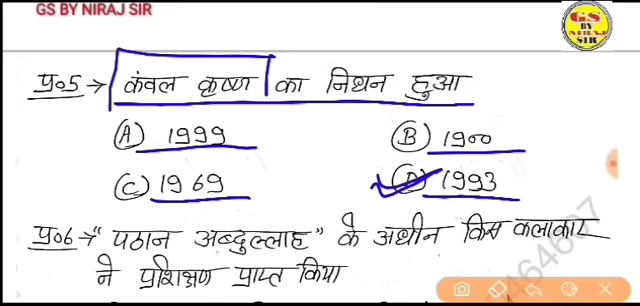 GS BY NIRAJ SIR
GS
BY
NIRAJ
SIR
प्र०5→ कंवल कृष्ण का निधन हुआ
(A) 1999 (B) 1900
(C) 1969 (D) 1993
प्र०6→ "पठान अब्दुल्लाह" के अधीन किस कलाकार
ने प्रशिक्षण प्राप्त किया